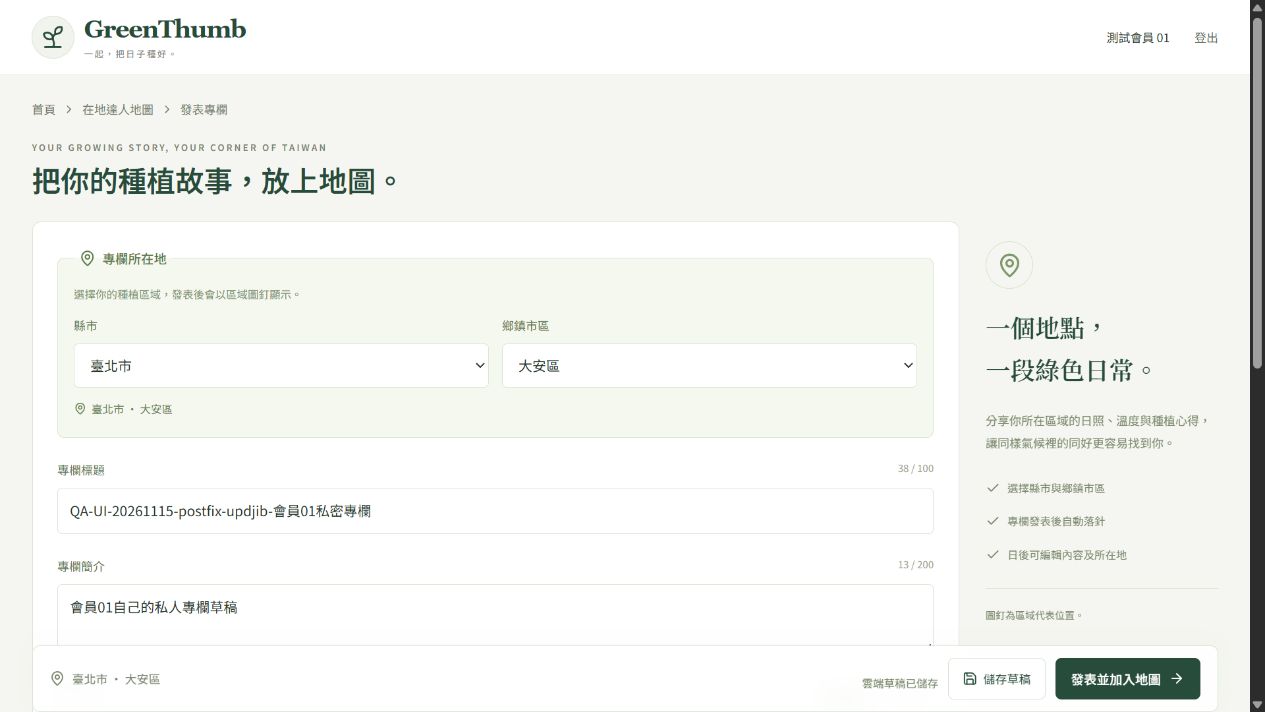 GreenThumb
一起，把日子種好。
測試會員 01
登出
首頁 > 在地達人地圖 > 發表專欄
YOUR GROWING STORY, YOUR CORNER OF TAIWAN
把你的種植故事，放上地圖。
專欄所在地
選擇你的種植區域，發表後會以區域圖釘顯示。
縣市
鄉鎮市區
臺北市
大安區
臺北市 · 大安區
專欄標題
38 / 100
QA-UI-20261115-postfix-updjib-會員01私密專欄
專欄簡介
13 / 200
會員01自己的私人專欄草稿
一個地點，
一段綠色日常。
分享你所在區域的日照、溫度與種植心得，
讓同樣氣候裡的同好更容易找到你。
選擇縣市與鄉鎮市區
專欄發表後自動落針
日後可編輯內容及所在地
圖釘為區域代表位置。
臺北市 · 大安區
雲端草稿已儲存
儲存草稿
發表並加入地圖 →